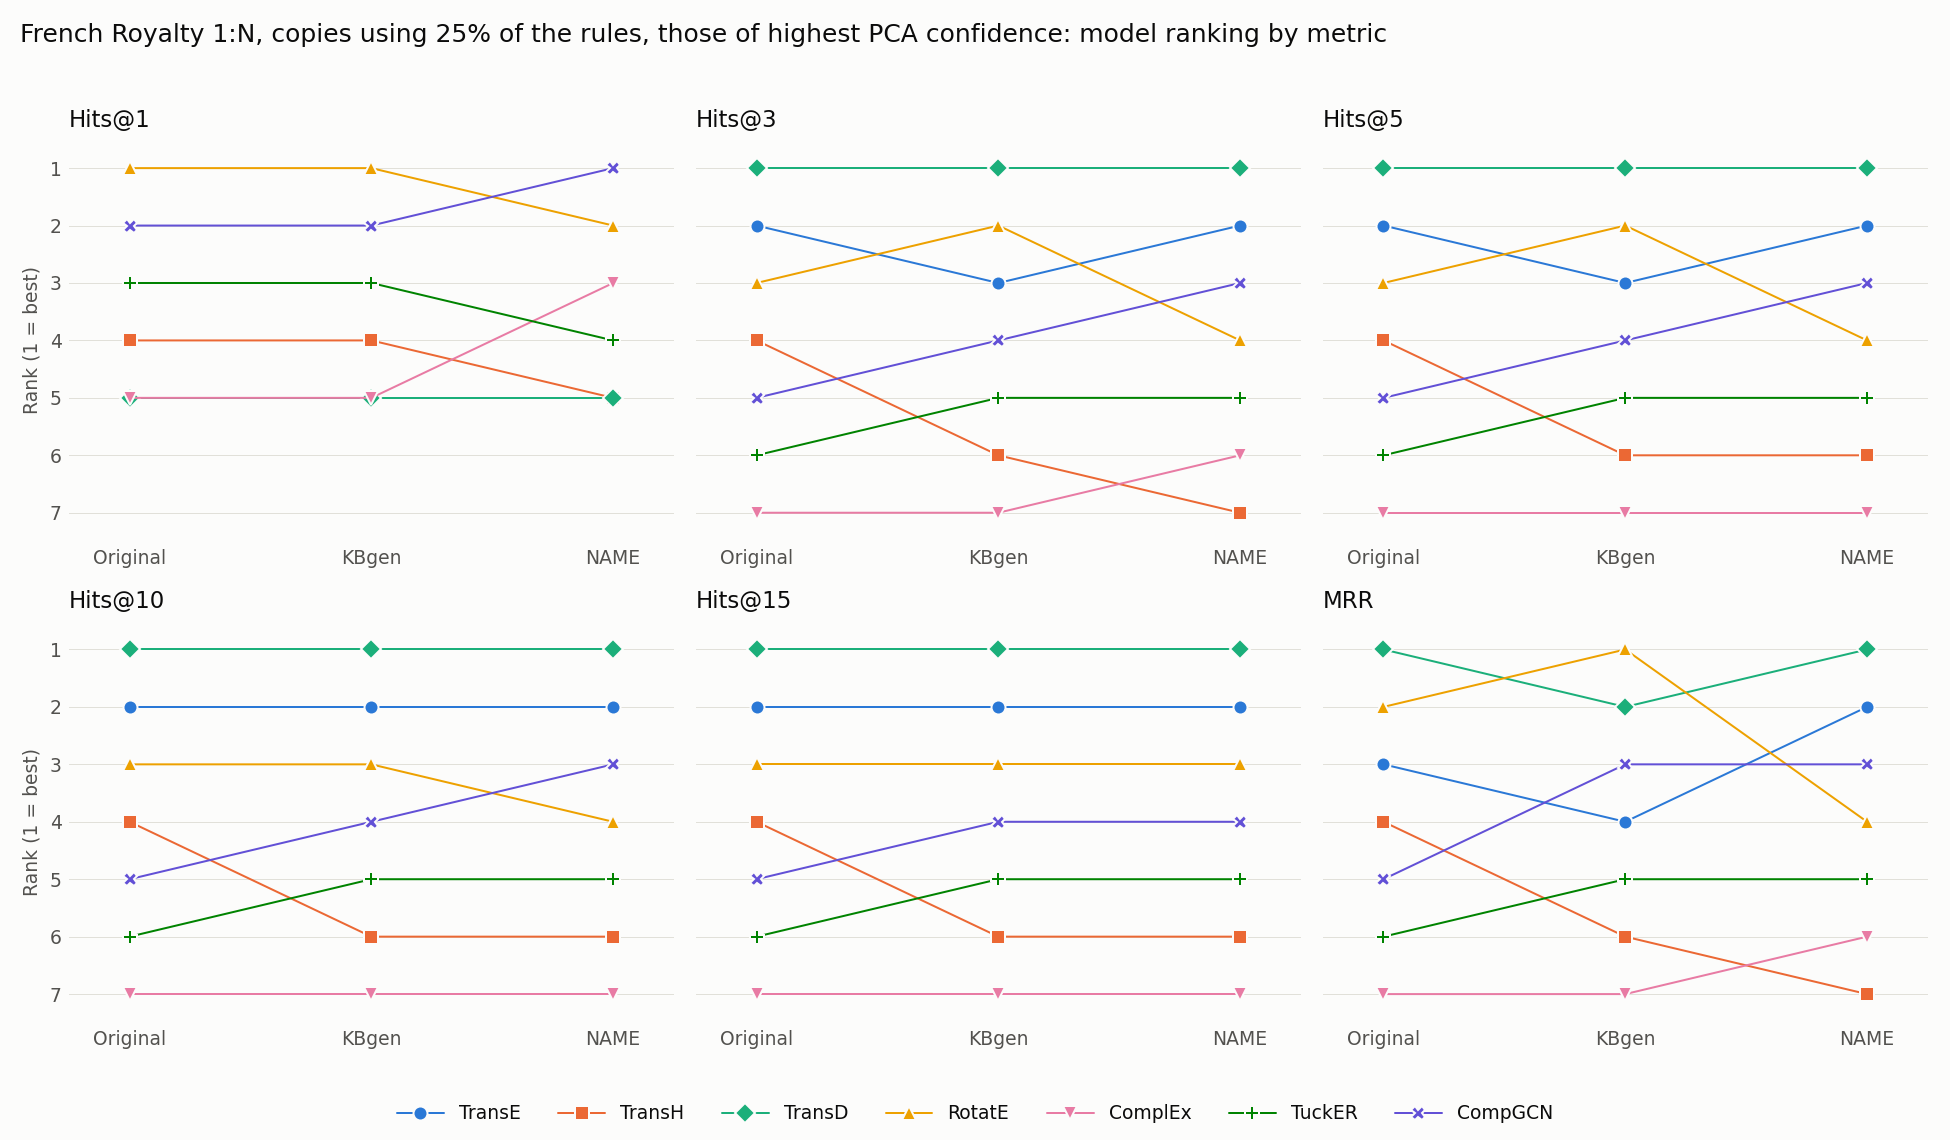 French Royalty 1:N, copies using 25% of the rules, those of highest PCA confidence: model ranking by metric
Hits@1
Hits@3
Hits@5
Rank (1 = best)
1
2
3
4
5
6
7
Original KBgen NAME
Original KBgen NAME
Original KBgen NAME
Hits@10
Hits@15
MRR
Rank (1 = best)
1
2
3
4
5
6
7
Original KBgen NAME
Original KBgen NAME
Original KBgen NAME
TransE TransH TransD RotatE ComplEx TuckER CompGCN